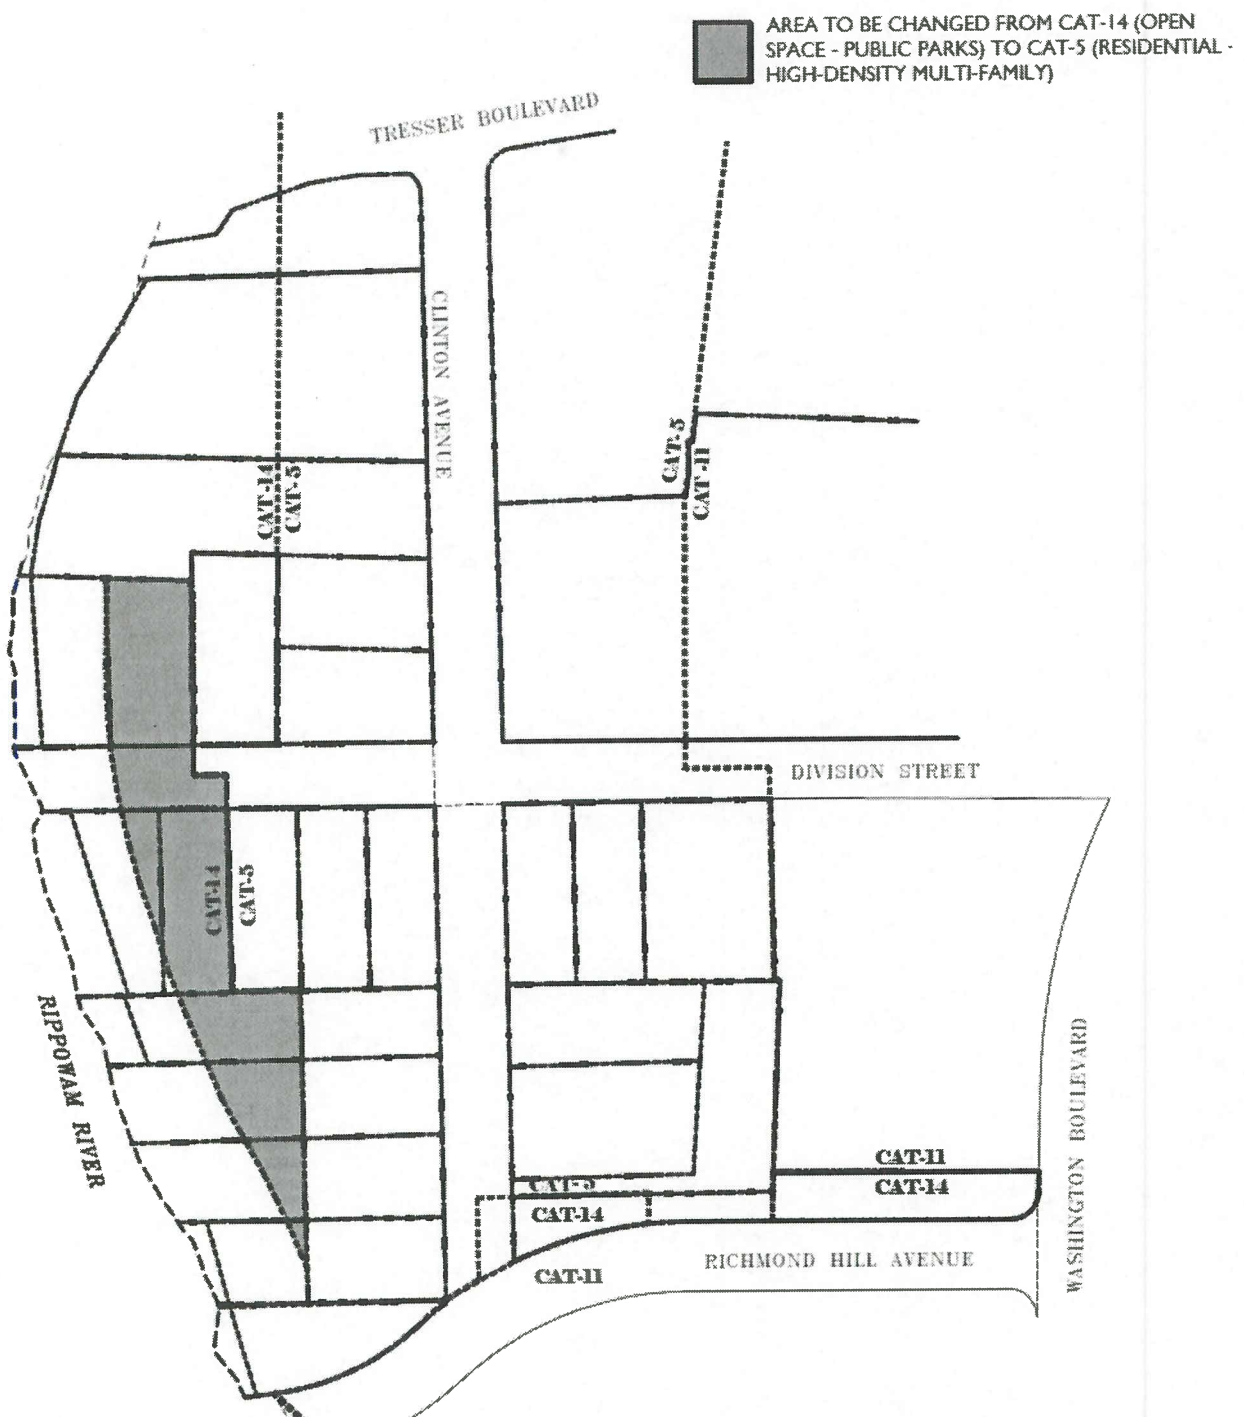 AREA TO BE CHANGED FROM CAT-14 (OPEN
SPACE - PUBLIC PARKS) TO CAT-5 (RESIDENTIAL -
HIGH-DENSITY MULTI-FAMILY)
TRESSER BOULEVARD
CLINTON AVENUE
CAT-5
CAT-11
CAT-14
CAT-5
DIVISION STREET
CAT-14
CAT-5
RIPPOWAM RIVER
WASHINGTON BOULEVARD
CAT-11
CAT-14
CAT-5
CAT-14
RICHMOND HILL AVENUE
CAT-11